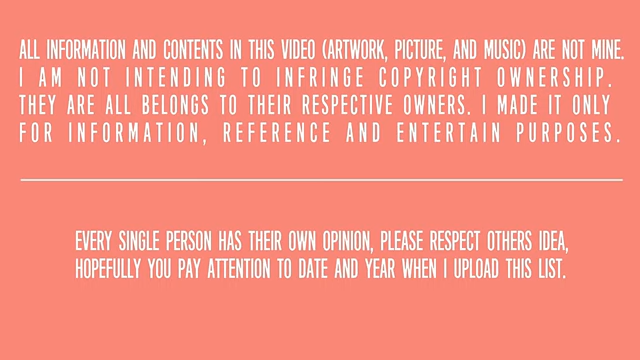 ALL INFORMATION AND CONTENTS IN THIS VIDEO (ARTWORK, PICTURE, AND MUSIC) ARE NOT MINE.
I AM NOT INTENDING TO INFRINGE COPYRIGHT OWNERSHIP.
THEY ARE ALL BELONGS TO THEIR RESPECTIVE OWNERS. I MADE IT ONLY
FOR INFORMATION, REFERENCE AND ENTERTAIN PURPOSES.
EVERY SINGLE PERSON HAS THEIR OWN OPINION, PLEASE RESPECT OTHERS IDEA,
HOPEFULLY YOU PAY ATTENTION TO DATE AND YEAR WHEN I UPLOAD THIS LIST.